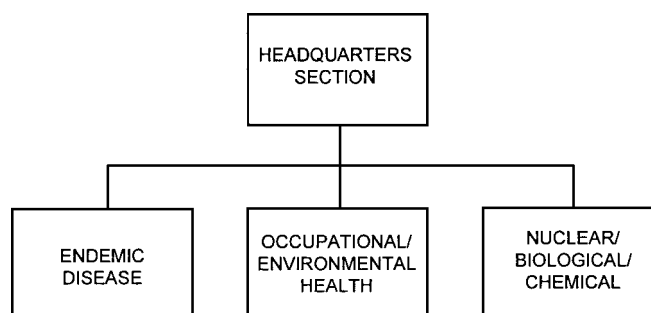 HEADQUARTERS
SECTION
ENDEMIC
DISEASE
OCCUPATIONAL/
ENVIRONMENTAL
HEALTH
NUCLEAR/
BIOLOGICAL/
CHEMICAL